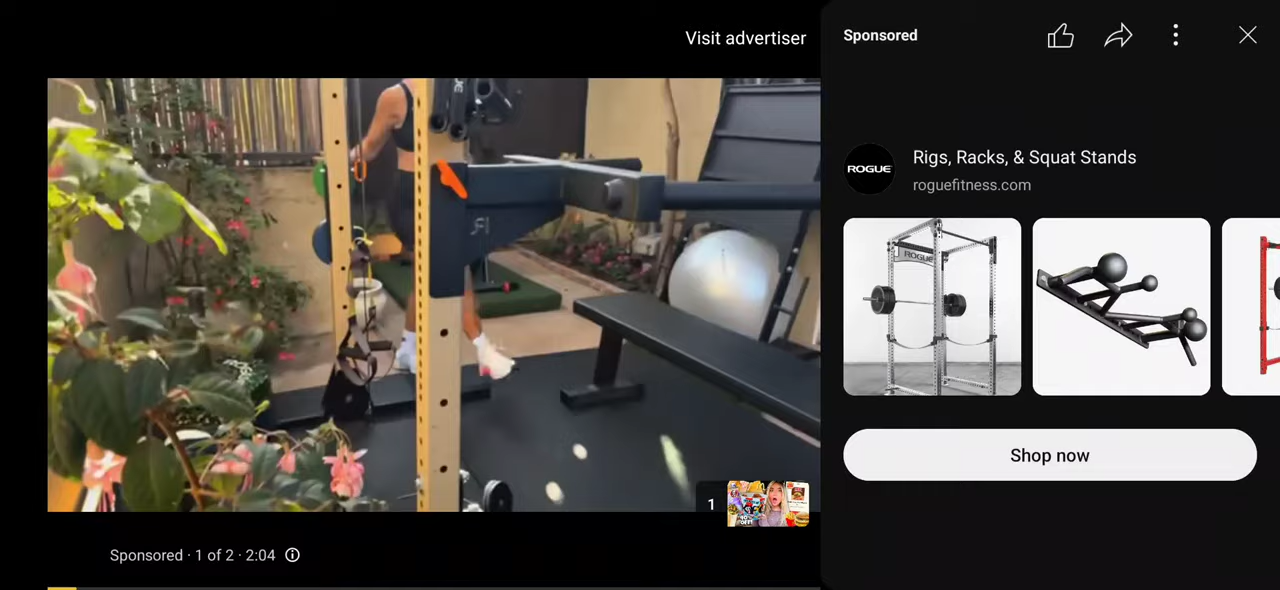 Visit advertiser
Sponsored
ROGUE
Rigs, Racks, & Squat Stands
roguefitness.com
ROGUE
Shop now
1
Sponsored · 1 of 2 · 2:04